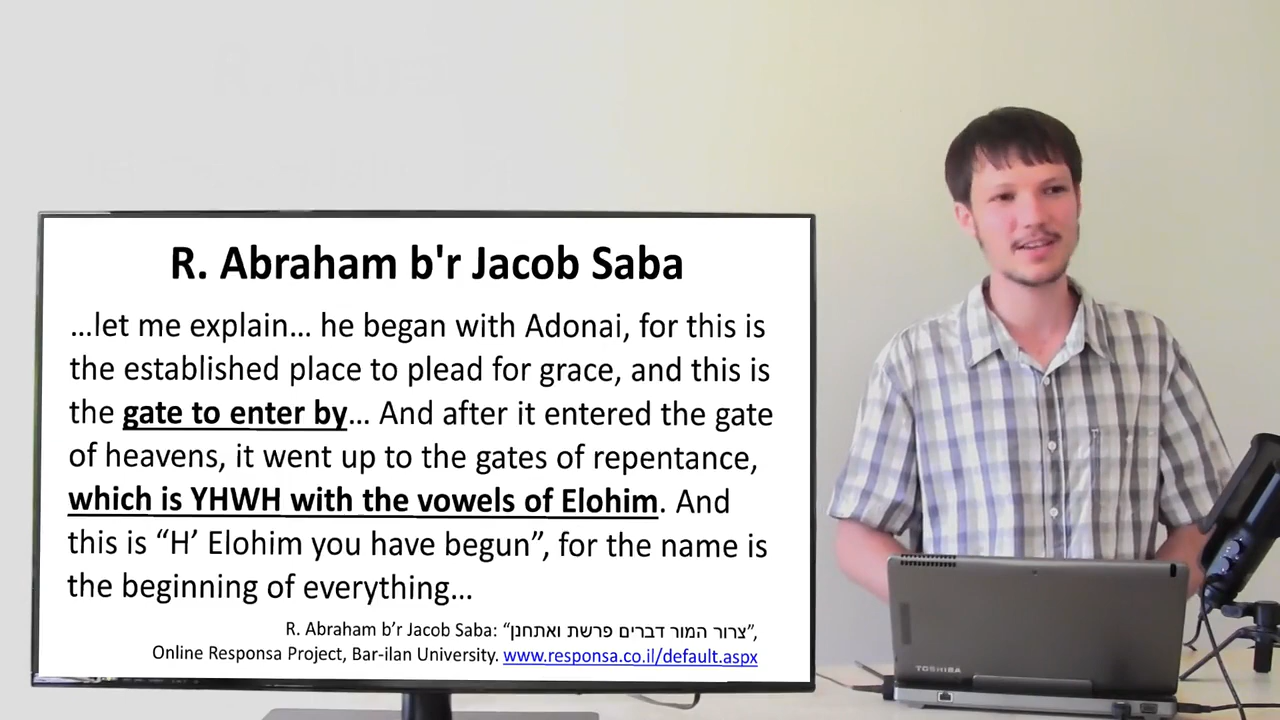 R. Abraham b'r Jacob Saba
…let me explain… he began with Adonai, for this is
the established place to plead for grace, and this is
the gate to enter by… And after it entered the gate
of heavens, it went up to the gates of repentance,
which is YHWH with the vowels of Elohim. And
this is “H’ Elohim you have begun”, for the name is
the beginning of everything…
R. Abraham b’r Jacob Saba: “צרור המור דברים פרשת ואתחנן”,
Online Responsa Project, Bar-ilan University. www.responsa.co.il/default.aspx
TOSHIBA